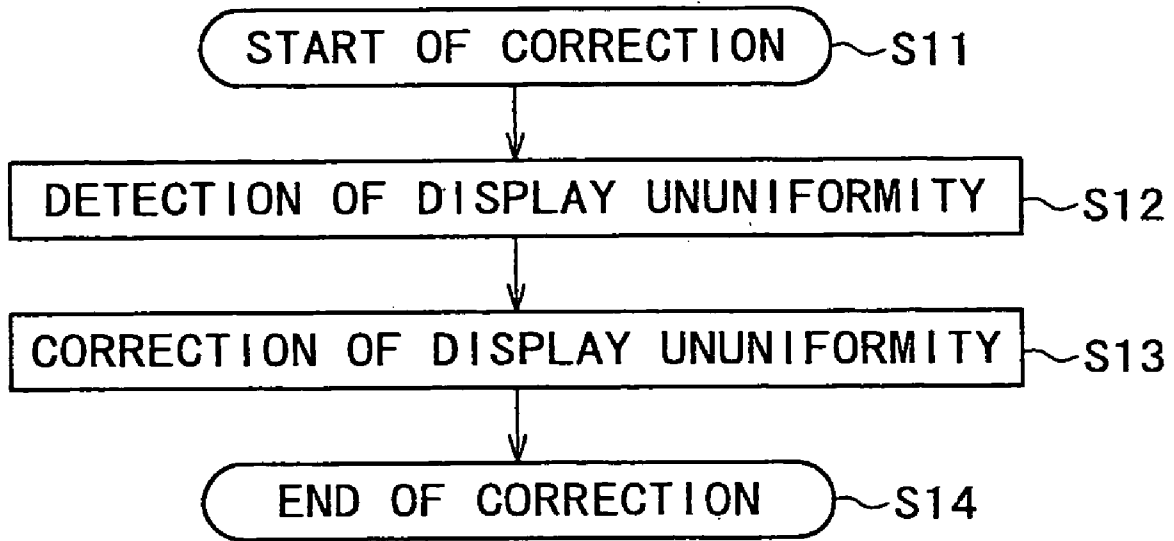 START OF CORRECTION S11
DETECTION OF DISPLAY UNUNIFORMITY S12
CORRECTION OF DISPLAY UNUNIFORMITY S13
END OF CORRECTION S14